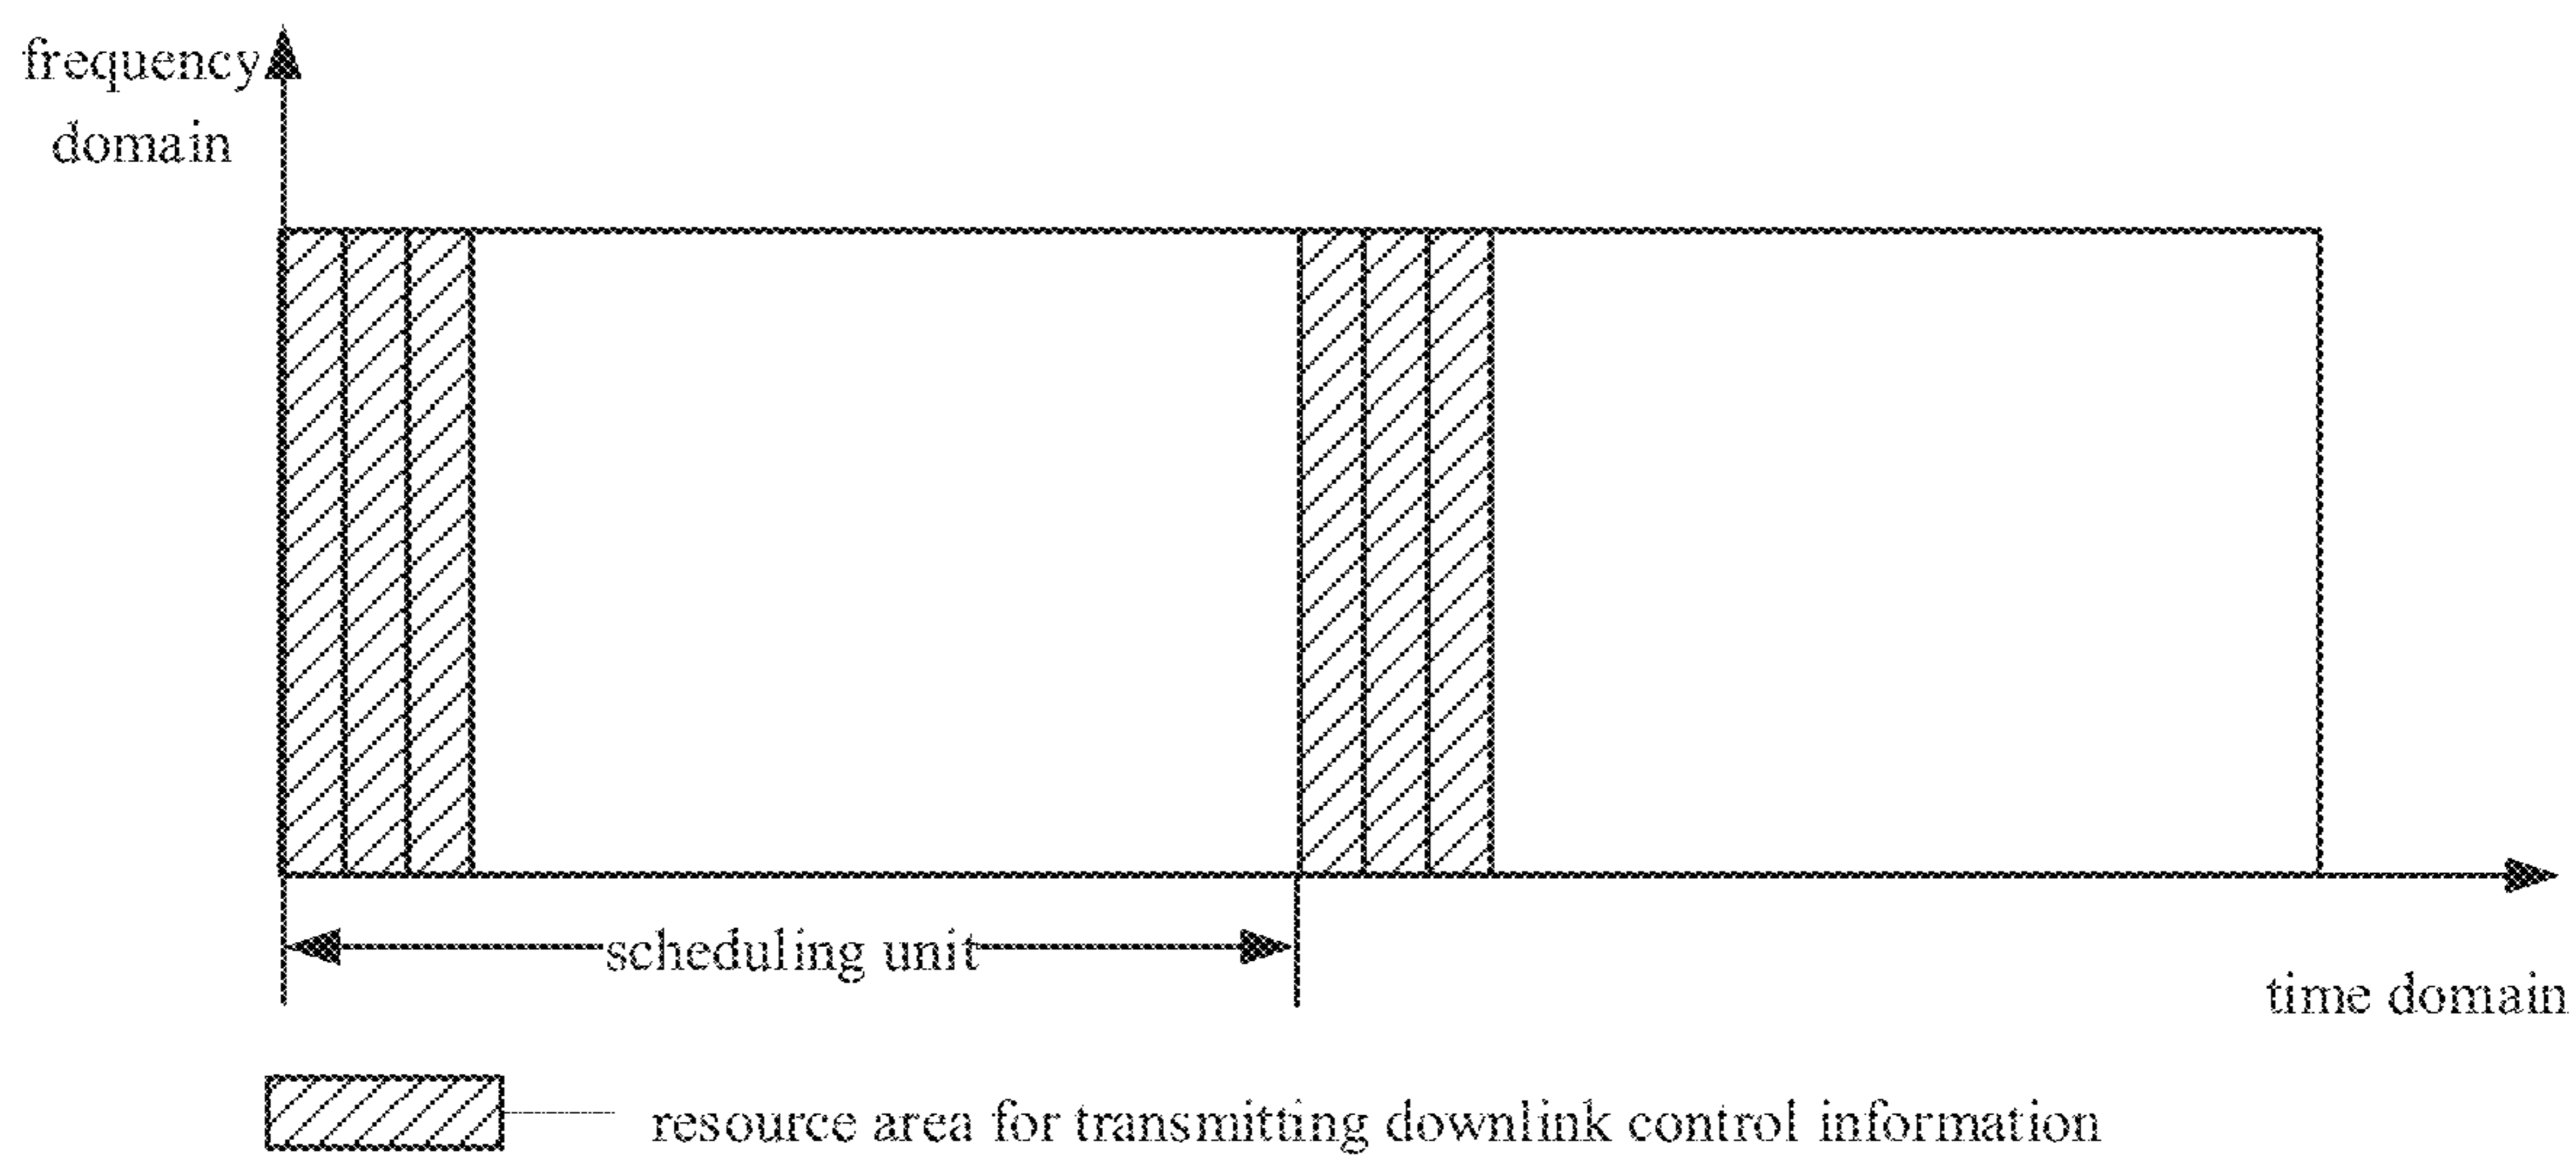 frequency
domain
scheduling unit
time domain
resource area for transmitting downlink control information